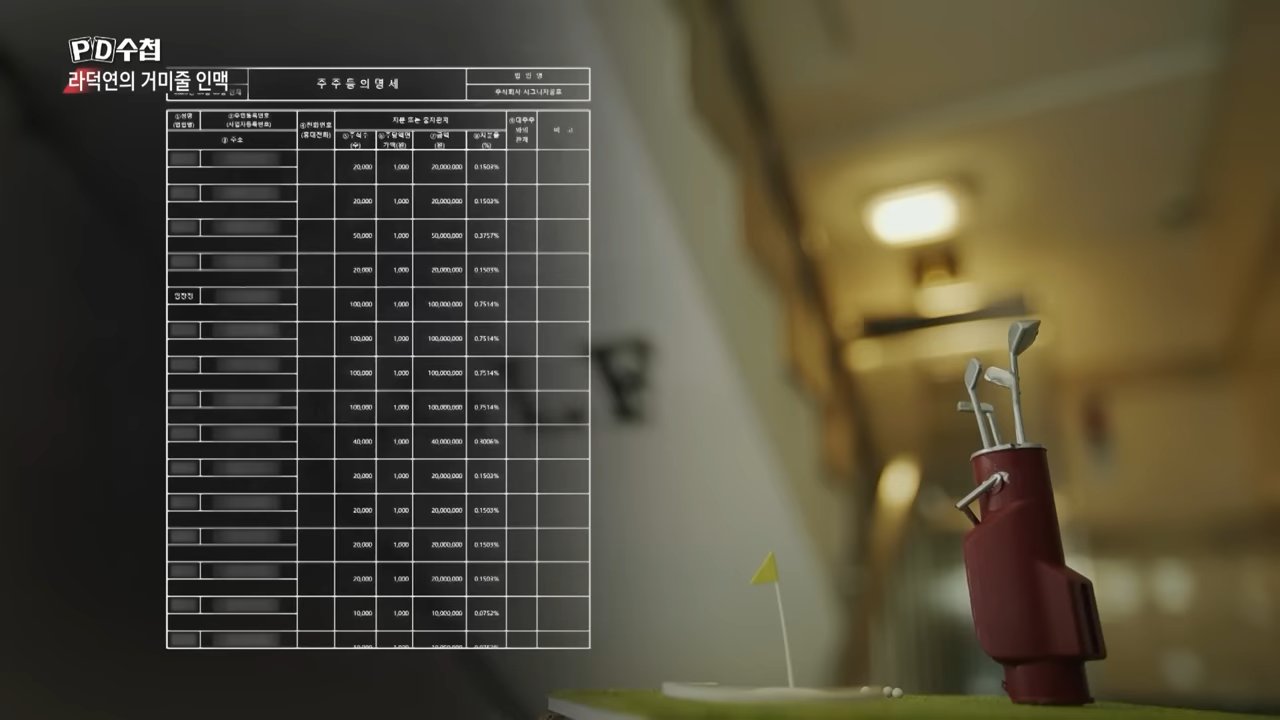 PD수첩
라덕연의 거미줄 인맥
주 주 등 의 명 세
법 인 명
주식회사 시그니처골프
①성명 (법인명)
②주민등록번호 (사업자등록번호)
③ 주소
④전화번호 (휴대전화)
지분 또는 출자관계
⑤주식수 (수)
⑥주당액면 가액(원)
⑦금액 (원)
⑧지분율 (%)
⑨대주주 와의 관계
비 고
20,000 1,000 20,000,000 0.1503%
20,000 1,000 20,000,000 0.1503%
50,000 1,000 50,000,000 0.3757%
20,000 1,000 20,000,000 0.1503%
임창정 100,000 1,000 100,000,000 0.7514%
100,000 1,000 100,000,000 0.7514%
100,000 1,000 100,000,000 0.7514%
100,000 1,000 100,000,000 0.7514%
40,000 1,000 40,000,000 0.3006%
20,000 1,000 20,000,000 0.1503%
20,000 1,000 20,000,000 0.1503%
20,000 1,000 20,000,000 0.1503%
20,000 1,000 20,000,000 0.1503%
10,000 1,000 10,000,000 0.0752%